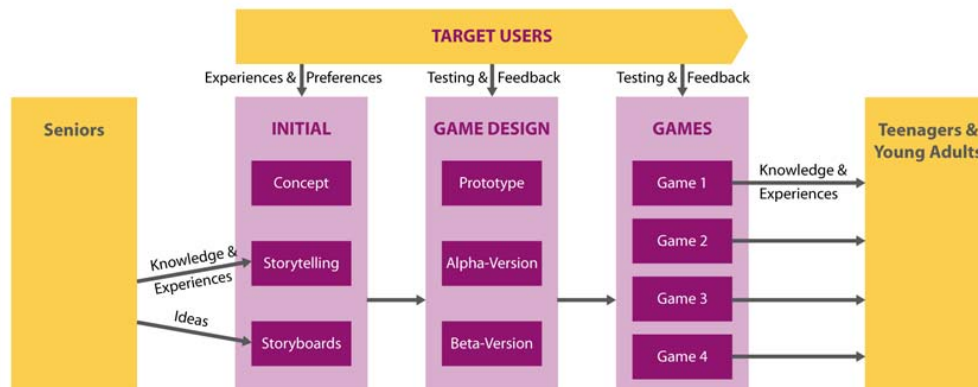 TARGET USERS
Experiences & Preferences
Testing & Feedback
Testing & Feedback
Seniors
INITIAL
GAME DESIGN
GAMES
Teenagers &
Young Adults
Concept
Prototype
Game 1
Knowledge &
Experiences
Game 2
Knowledge &
Experiences
Storytelling
Alpha-Version
Game 3
Ideas
Storyboards
Beta-Version
Game 4